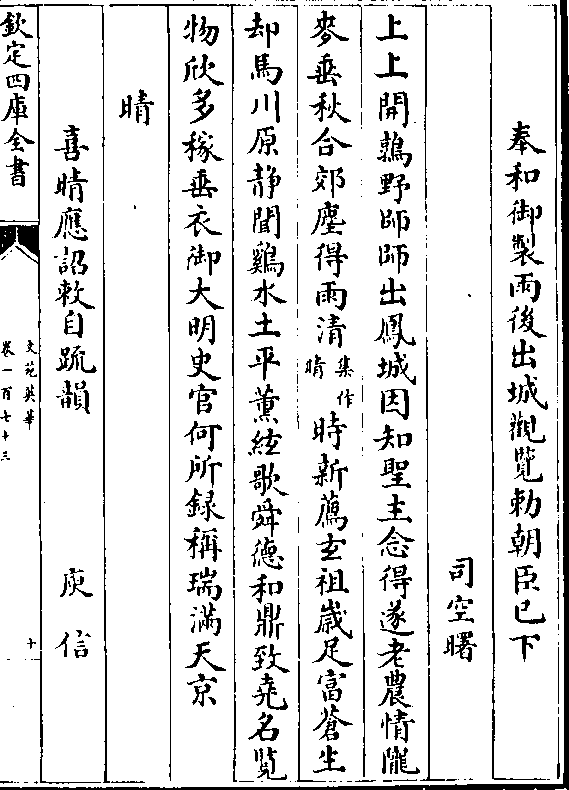 奉和御製雨後出城觀覽勅朝臣已下
司空曙
上上開鶉野師師出鳳城因知聖主念得遂老農情隴
麥垂秋合郊塵得雨清集作晴時新薦玄祖歲足富蒼生
却馬川原静聞鷄水土平薫絃歌舜德和鼎致堯名覽
物欣多稼垂衣御大明史官何所録稱瑞滿天京
晴
喜晴應詔敕自疏韻
庾信
欽定四庫全書
文苑英華
卷一百七十三
十